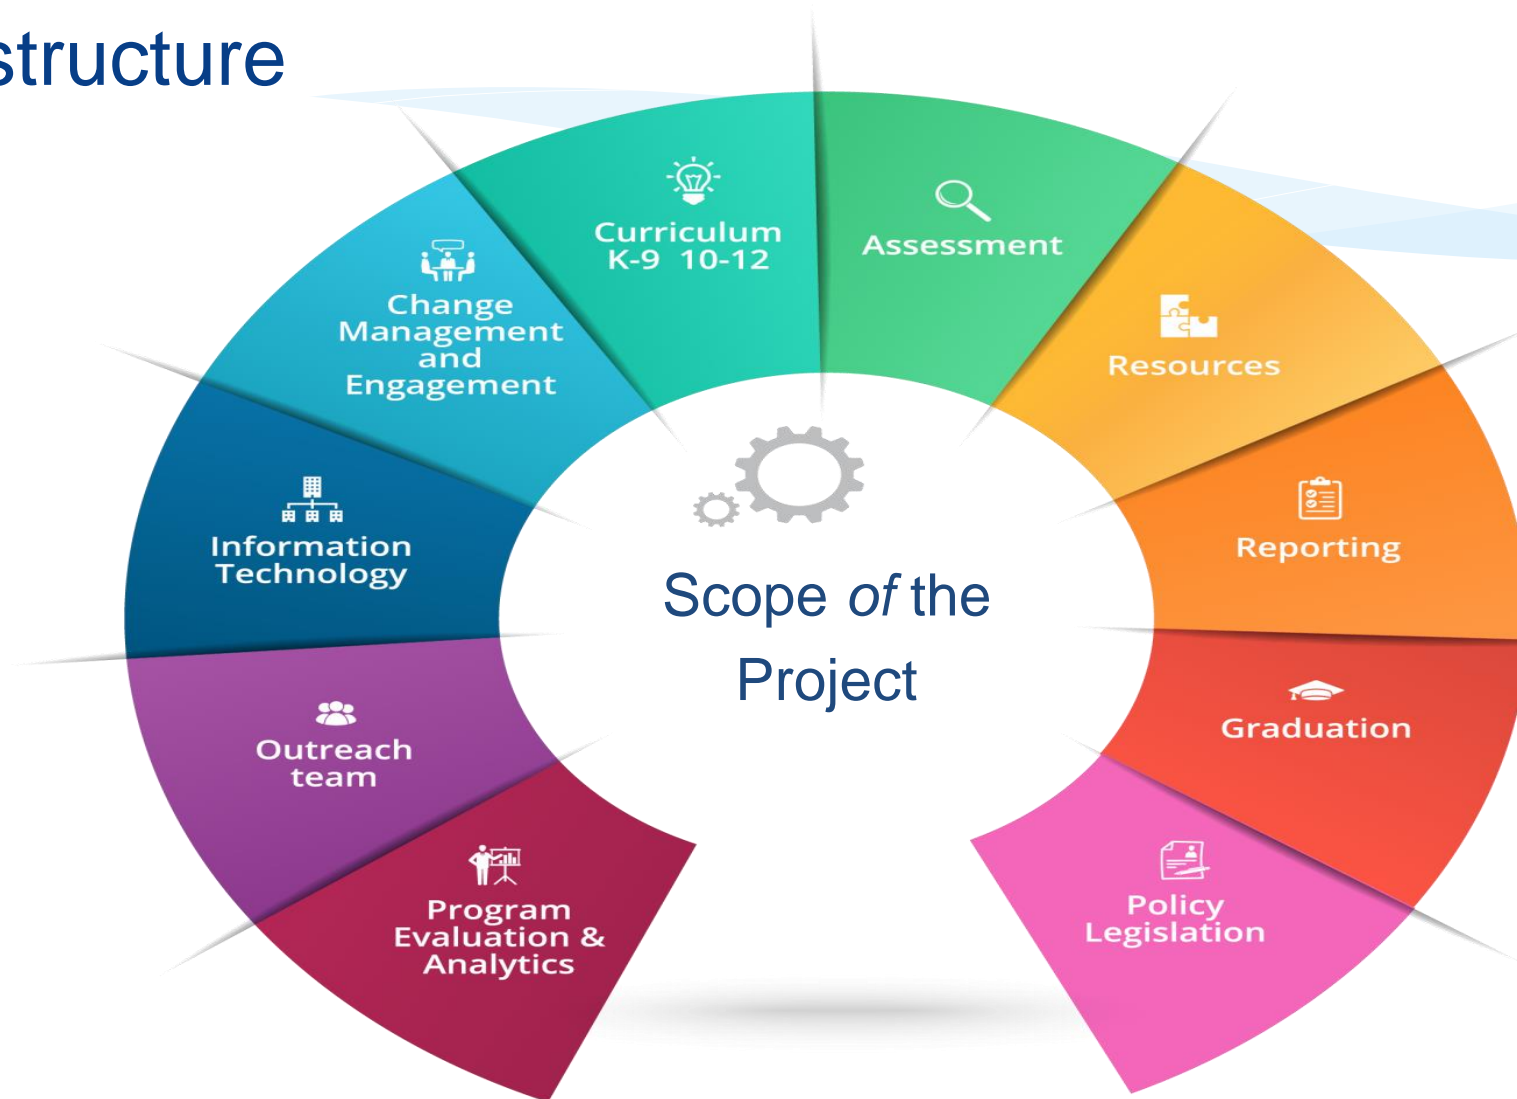 structure
Curriculum
K-9 10-12
Assessment
Change
Management
and
Engagement
Resources
Information
Technology
Reporting
Scope of the
Project
Outreach
team
Graduation
Program
Evaluation &
Analytics
Policy
Legislation